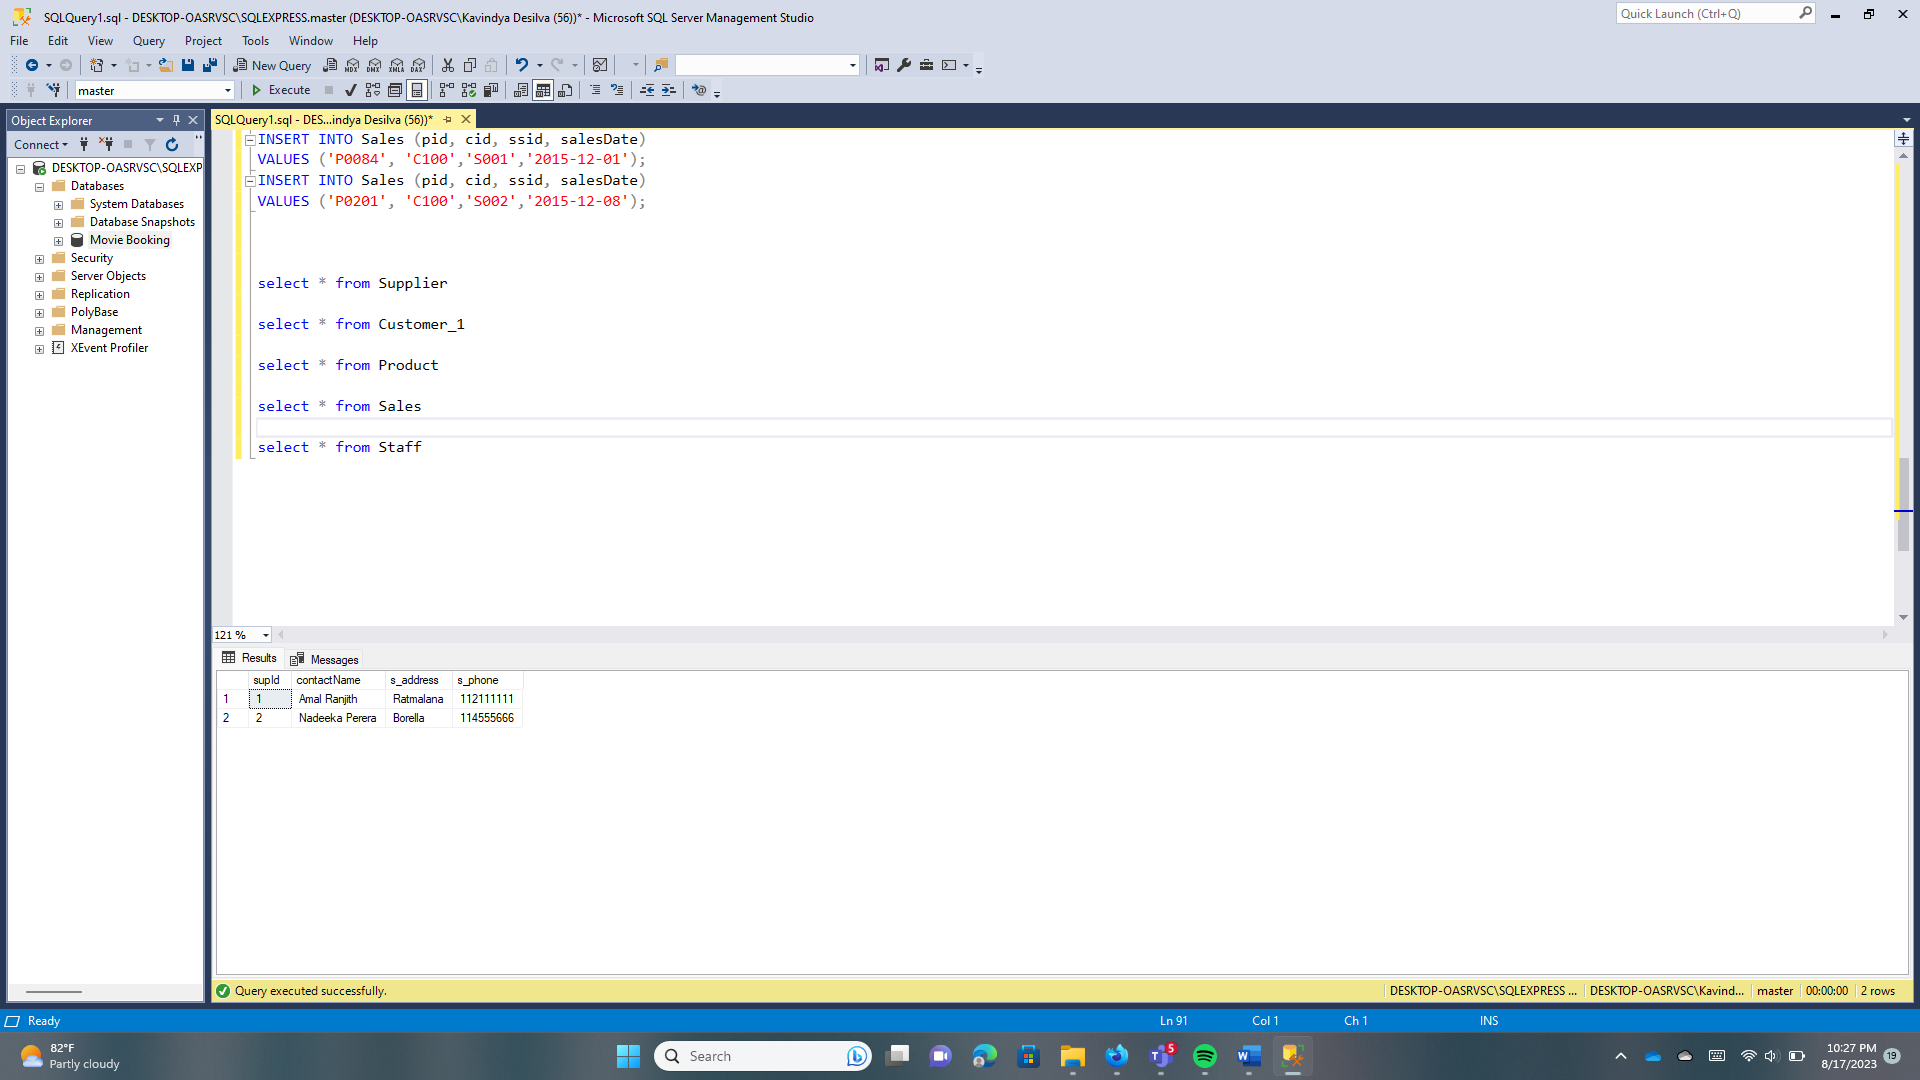 SQLQuery1.sql - DESKTOP-OASRVSC\SQLEXPRESS.master (DESKTOP-OASRVSC\Kavindya Desilva (56))* - Microsoft SQL Server Management Studio
Quick Launch (Ctrl+Q)
File Edit View Query Project Tools Window Help
New Query
MDX DMX XMLA DAX
master
Execute
Object Explorer
SQLQuery1.sql - DES...indya Desilva (56))*
Connect
DESKTOP-OASRVSC\SQLEXP
Databases
System Databases
Database Snapshots
Movie Booking
Security
Server Objects
Replication
PolyBase
Management
XEvent Profiler
INSERT INTO Sales (pid, cid, ssid, salesDate)
VALUES ('P0084', 'C100','S001','2015-12-01');
INSERT INTO Sales (pid, cid, ssid, salesDate)
VALUES ('P0201', 'C100','S002','2015-12-08');
select * from Supplier
select * from Customer_1
select * from Product
select * from Sales
select * from Staff
121 %
Results Messages
supId contactName s_address s_phone
1 1 Amal Ranjith Ratmalana 112111111
2 2 Nadeeka Perera Borella 114555666
Query executed successfully.
DESKTOP-OASRVSC\SQLEXPRESS ... DESKTOP-OASRVSC\Kavind... master 00:00:00 2 rows
Ready
Ln 91 Col 1 Ch 1 INS
82°F
Partly cloudy
Search
5
10:27 PM
8/17/2023
19